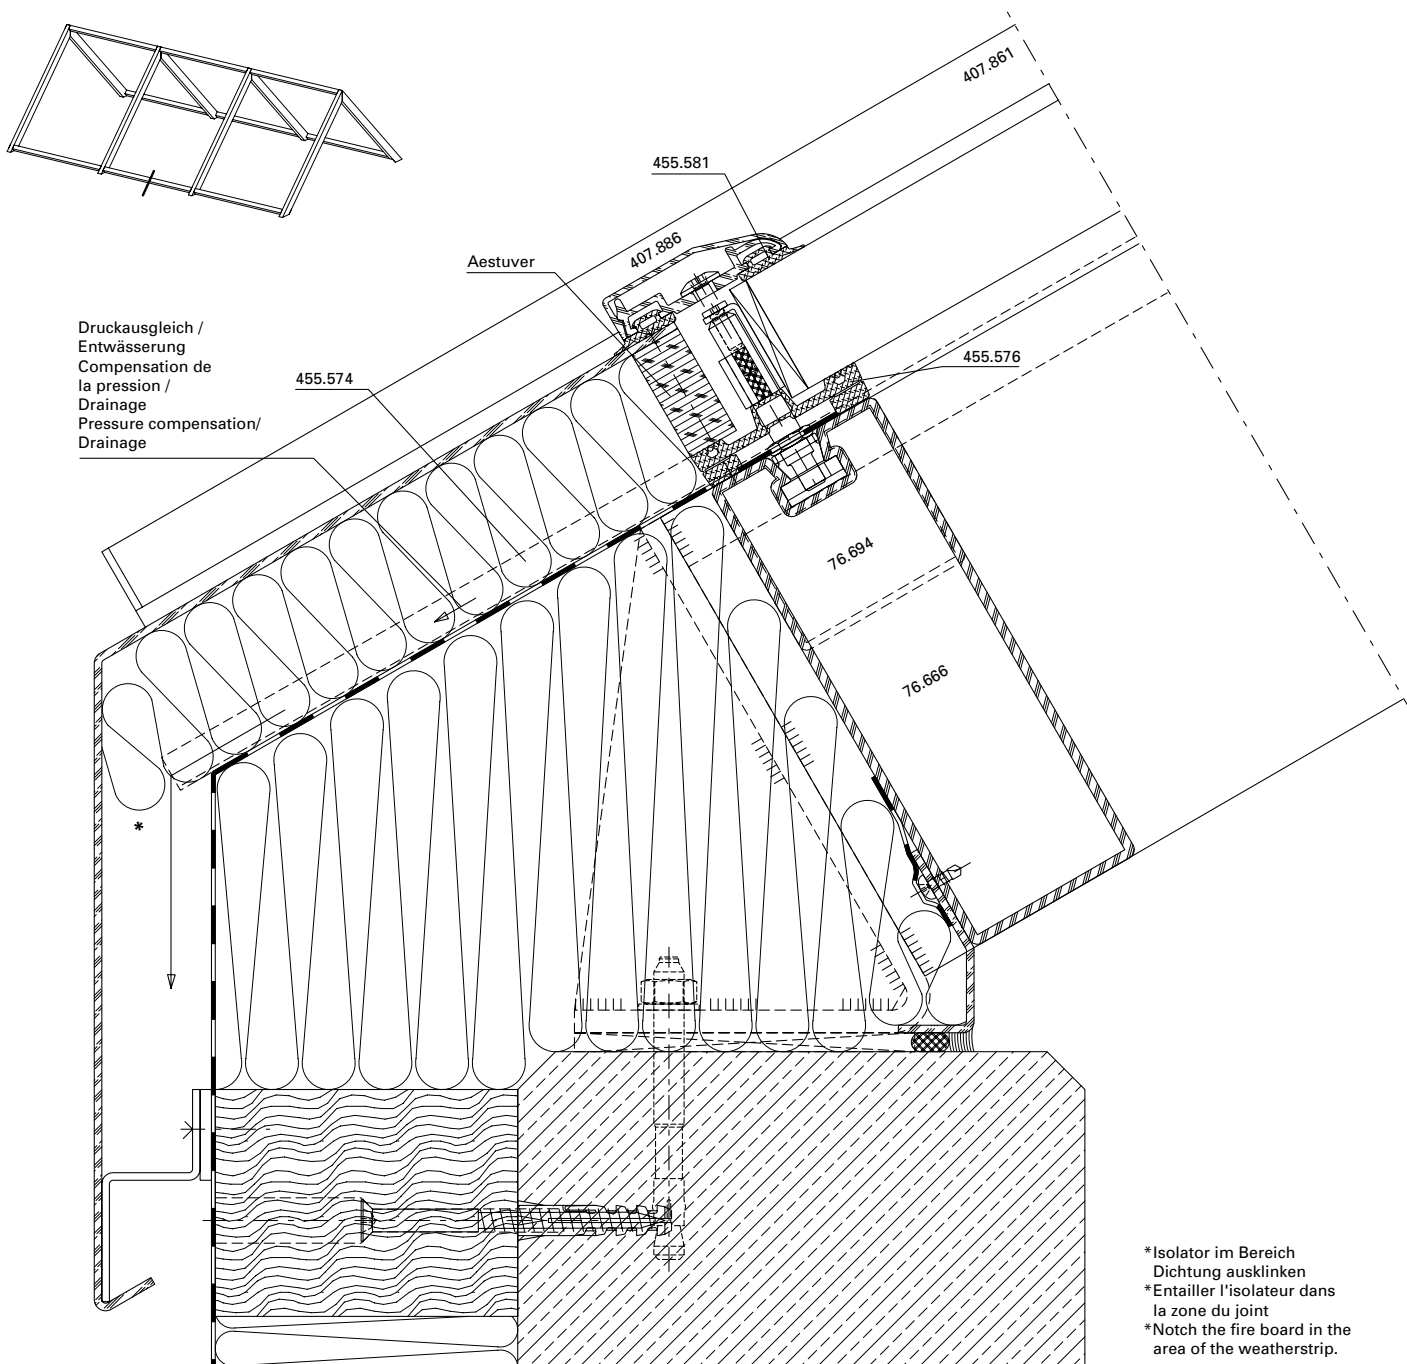 407.861
455.581
407.886
Aestuver
Druckausgleich /
Entwässerung
Compensation de
la pression /
Drainage
Pressure compensation/
Drainage
455.574
455.576
76.694
76.666
*
*Isolator im Bereich
Dichtung ausklinken
*Entailler l'isolateur dans
la zone du joint
*Notch the fire board in the
area of the weatherstrip.